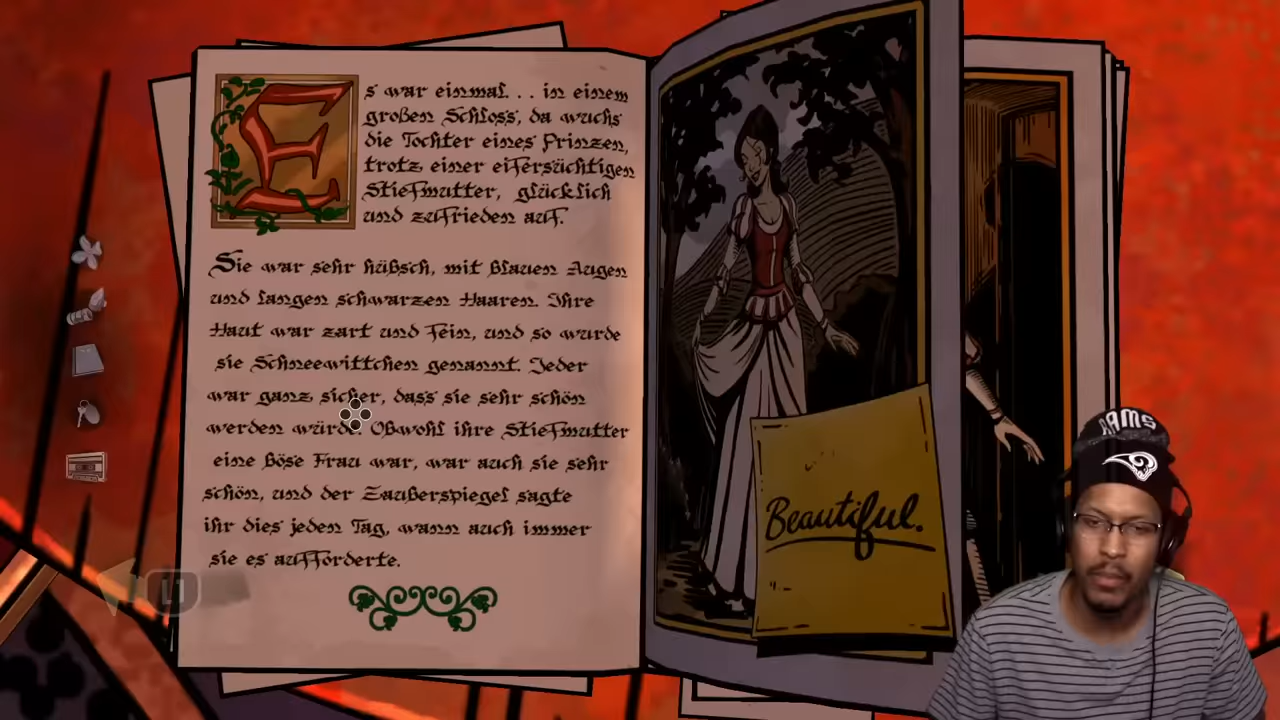 Es war einmal. . . in einem
großen Schloss, da wuchs
die Tochter eines Prinzen,
trotz einer eifersüchtigen
Stiefmutter, glücklich
und zufrieden auf.
Sie war sehr hübsch, mit blauen Augen
und langen schwarzen Haaren. Ihre
Haut war zart und fein, und so wurde
sie Schneewittchen genannt. Jeder
war ganz sicher, dass sie sehr schön
werden würde. Obwohl ihre Stiefmutter
eine böse Frau war, war auch sie sehr
schön, und der Zauberspiegel sagte
ihr dies jeden Tag, wann auch immer
sie es aufforderte.
Beautiful.
L1
RAMS